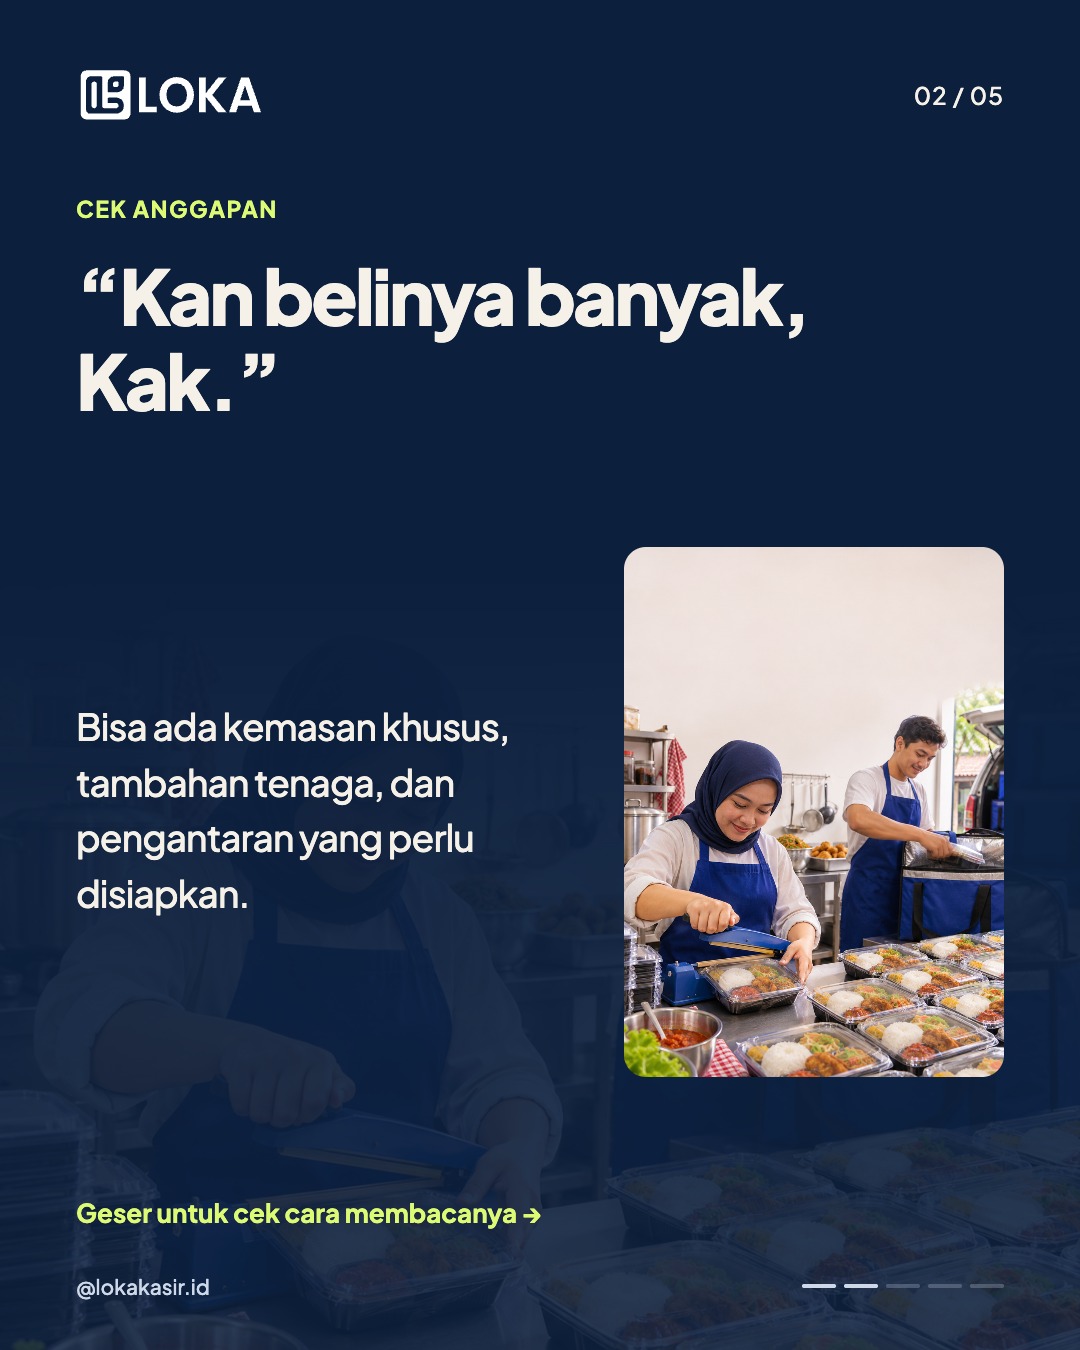 LOKA
02 / 05
CEK ANGGAPAN
“Kan belinya banyak,
Kak.”
Bisa ada kemasan khusus,
tambahan tenaga, dan
pengantaran yang perlu
disiapkan.
Geser untuk cek cara membacanya →
@lokakasir.id